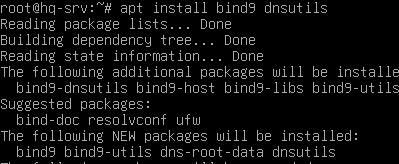 root@hq-srv:~# apt install bind9 dnsutils
Reading package lists... Done
Building dependency tree... Done
Reading state information... Done
The following additional packages will be installe
  bind9-dnsutils bind9-host bind9-libs bind9-utils
Suggested packages:
  bind-doc resolvconf ufw
The following NEW packages will be installed:
  bind9 bind9-utils dns-root-data dnsutils